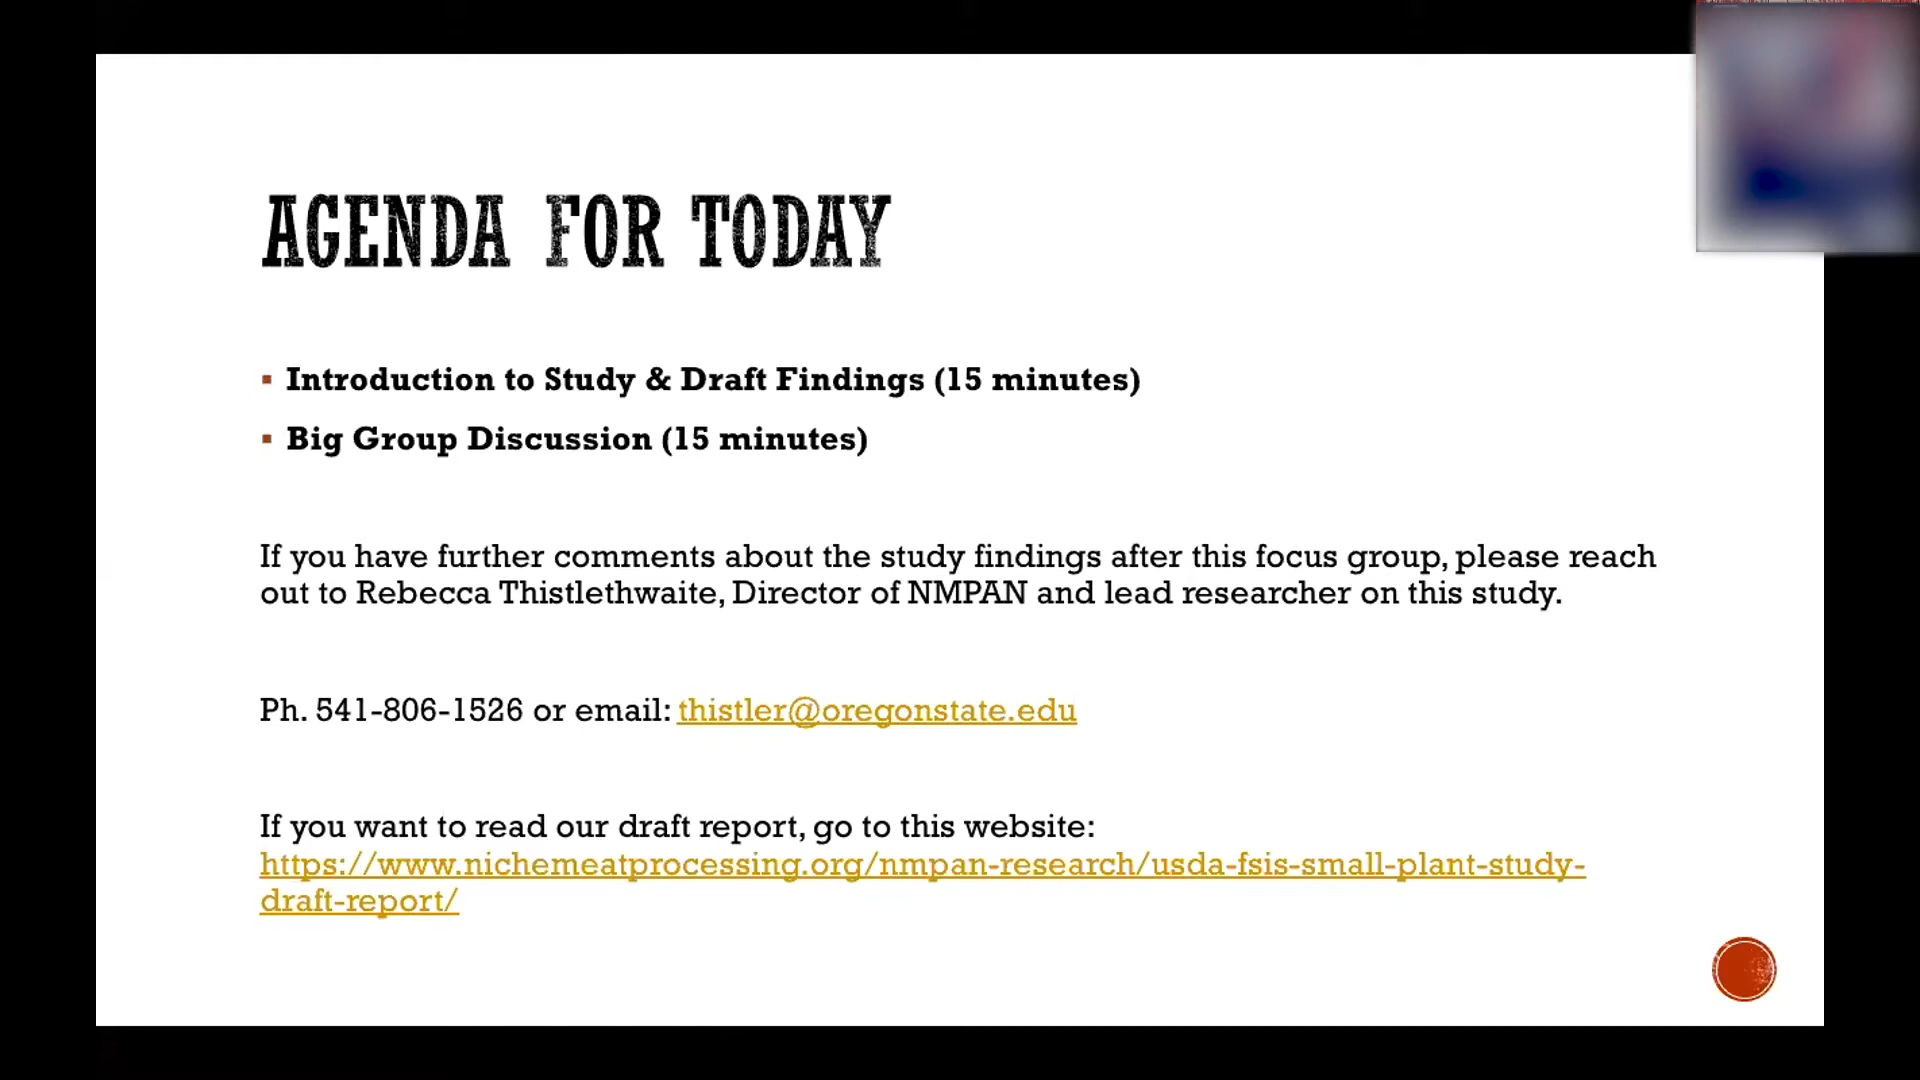 AGENDA FOR TODAY
▪ Introduction to Study & Draft Findings (15 minutes)
▪ Big Group Discussion (15 minutes)
If you have further comments about the study findings after this focus group, please reach
out to Rebecca Thistlethwaite, Director of NMPAN and lead researcher on this study.
Ph. 541-806-1526 or email: thistler@oregonstate.edu
If you want to read our draft report, go to this website:
https://www.nichemeatprocessing.org/nmpan-research/usda-fsis-small-plant-study-
draft-report/